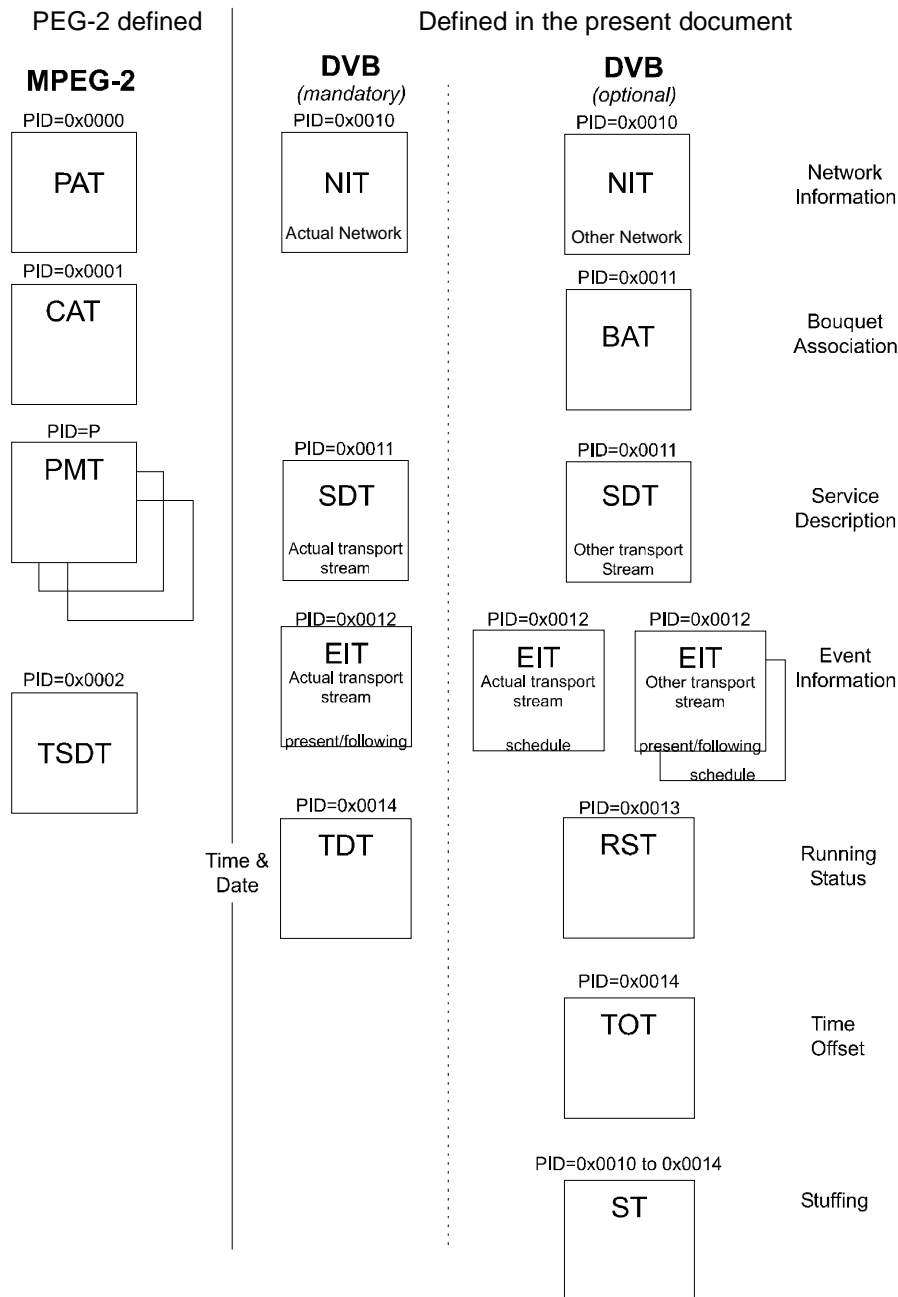 PEG-2 defined
Defined in the present document
MPEG-2
DVB
(mandatory)
DVB
(optional)
PID=0x0000
PAT
PID=0x0010
NIT
Actual Network
PID=0x0010
NIT
Other Network
Network
Information
PID=0x0001
CAT
PID=0x0011
BAT
Bouquet
Association
PID=P
PMT
PID=0x0011
SDT
Actual transport
stream
PID=0x0011
SDT
Other transport
Stream
Service
Description
PID=0x0012
EIT
Actual transport
stream
present/following
PID=0x0012
EIT
Actual transport
stream
schedule
PID=0x0012
EIT
Other transport
stream
present/following
schedule
Event
Information
PID=0x0002
TSDT
Time &
Date
PID=0x0014
TDT
PID=0x0013
RST
Running
Status
PID=0x0014
TOT
Time
Offset
PID=0x0010 to 0x0014
ST
Stuffing